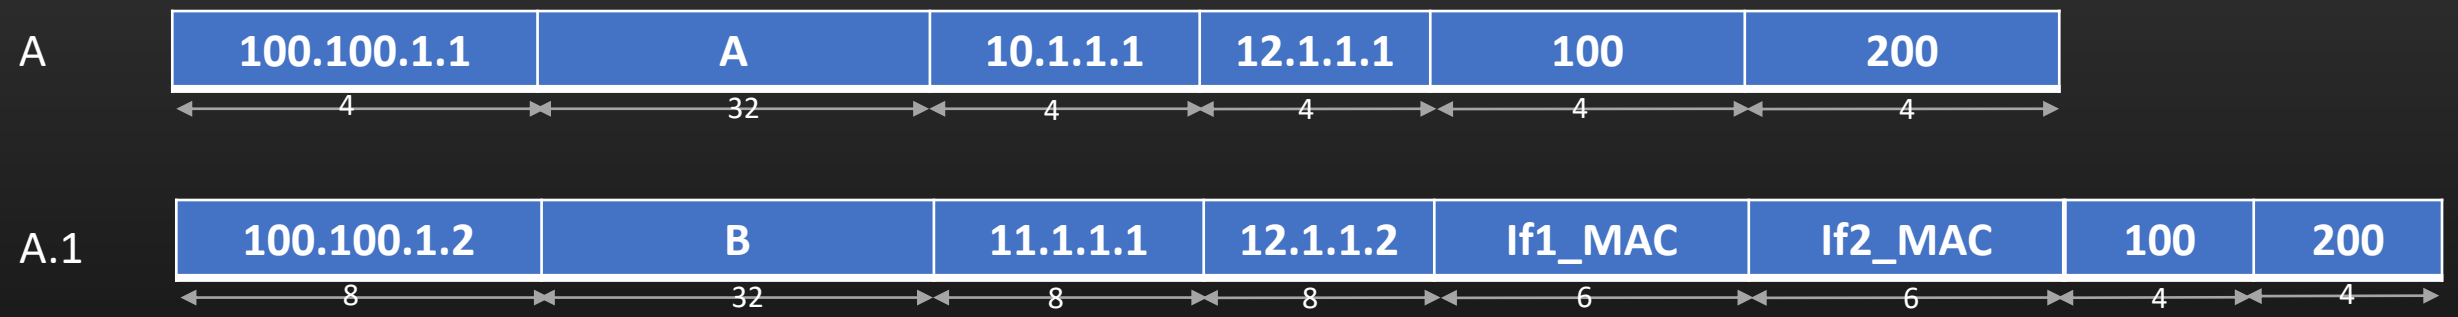 A 100.100.1.1 A 10.1.1.1 12.1.1.1 100 200
4 32 4 4 4 4
A.1 100.100.1.2 B 11.1.1.1 12.1.1.2 If1_MAC If2_MAC 100 200
8 32 8 8 6 6 4 4